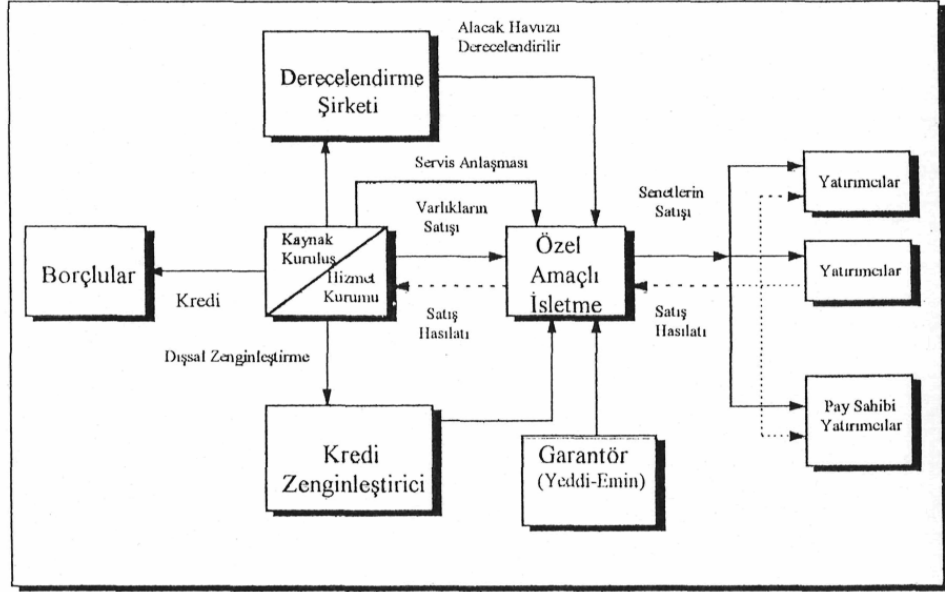 Alacak Havuzu
Derecelendirilir
Derecelendirme
Şirketi
Servis Anlaşması
Varlıkların
Satışı
Senetlerin
Satışı
Yatırımcılar
Borçlular
Kredi
Kaynak
Kuruluş
Hizmet
Kurumu
Özel
Amaçlı
İşletme
Yatırımcılar
Satış
Hasılatı
Satış
Hasılatı
Dışsal Zenginleştirme
Kredi
Zenginleştirici
Garantör
(Yeddi-Emin)
Pay Sahibi
Yatırımcılar